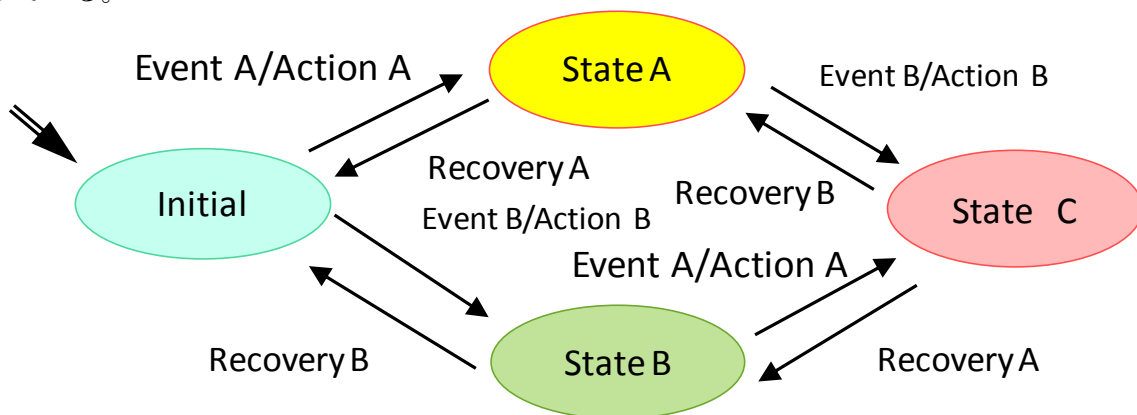 Event A/Action A
State A
Event B/Action B
Recovery A
Recovery B
Initial
Event B/Action B
State C
Event A/Action A
Recovery B
State B
Recovery A